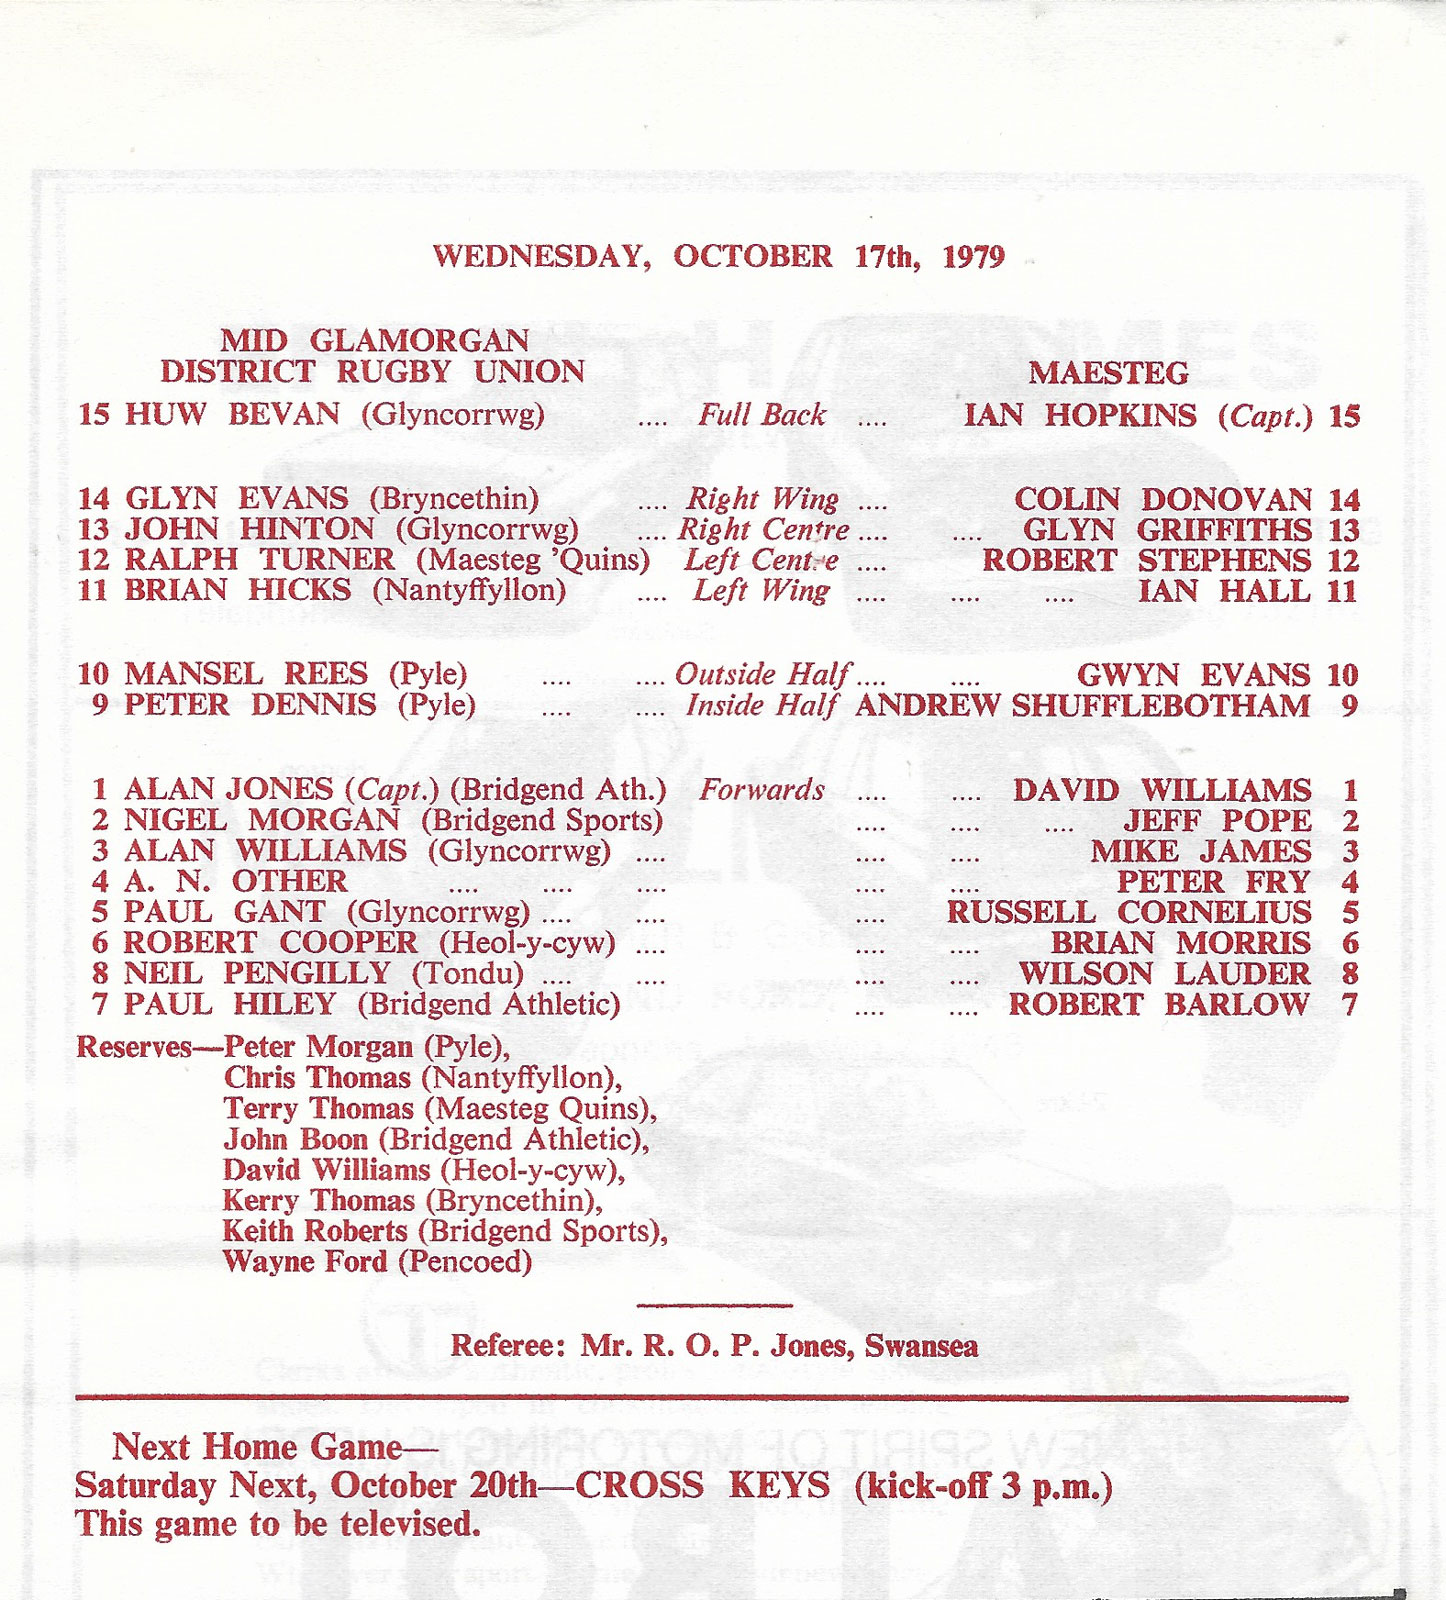 WEDNESDAY, OCTOBER 17th, 1979
MID GLAMORGAN
DISTRICT RUGBY UNION
MAESTEG
15 HUW BEVAN (Glyncorrwg) .... Full Back .... IAN HOPKINS (Capt.) 15
14 GLYN EVANS (Bryncethin) .... Right Wing .... COLIN DONOVAN 14
13 JOHN HINTON (Glyncorrwg) .... Right Centre .... .... GLYN GRIFFITHS 13
12 RALPH TURNER (Maesteg 'Quins) Left Centre .... ROBERT STEPHENS 12
11 BRIAN HICKS (Nantyffyllon) .... Left Wing .... .... .... IAN HALL 11
10 MANSEL REES (Pyle) .... .... Outside Half .... .... GWYN EVANS 10
9 PETER DENNIS (Pyle) .... .... Inside Half ANDREW SHUFFLEBOTHAM 9
1 ALAN JONES (Capt.) (Bridgend Ath.) Forwards .... .... DAVID WILLIAMS 1
2 NIGEL MORGAN (Bridgend Sports) .... .... .... JEFF POPE 2
3 ALAN WILLIAMS (Glyncorrwg) .... .... .... MIKE JAMES 3
4 A. N. OTHER .... .... .... .... .... PETER FRY 4
5 PAUL GANT (Glyncorrwg) .... .... .... RUSSELL CORNELIUS 5
6 ROBERT COOPER (Heol-y-cyw) .... .... .... BRIAN MORRIS 6
8 NEIL PENGILLY (Tondu) .... .... .... .... WILSON LAUDER 8
7 PAUL HILEY (Bridgend Athletic) .... .... ROBERT BARLOW 7
Reserves—Peter Morgan (Pyle),
Chris Thomas (Nantyffyllon),
Terry Thomas (Maesteg Quins),
John Boon (Bridgend Athletic),
David Williams (Heol-y-cyw),
Kerry Thomas (Bryncethin),
Keith Roberts (Bridgend Sports),
Wayne Ford (Pencoed)
Referee: Mr. R. O. P. Jones, Swansea
Next Home Game—
Saturday Next, October 20th—CROSS KEYS (kick-off 3 p.m.)
This game to be televised.